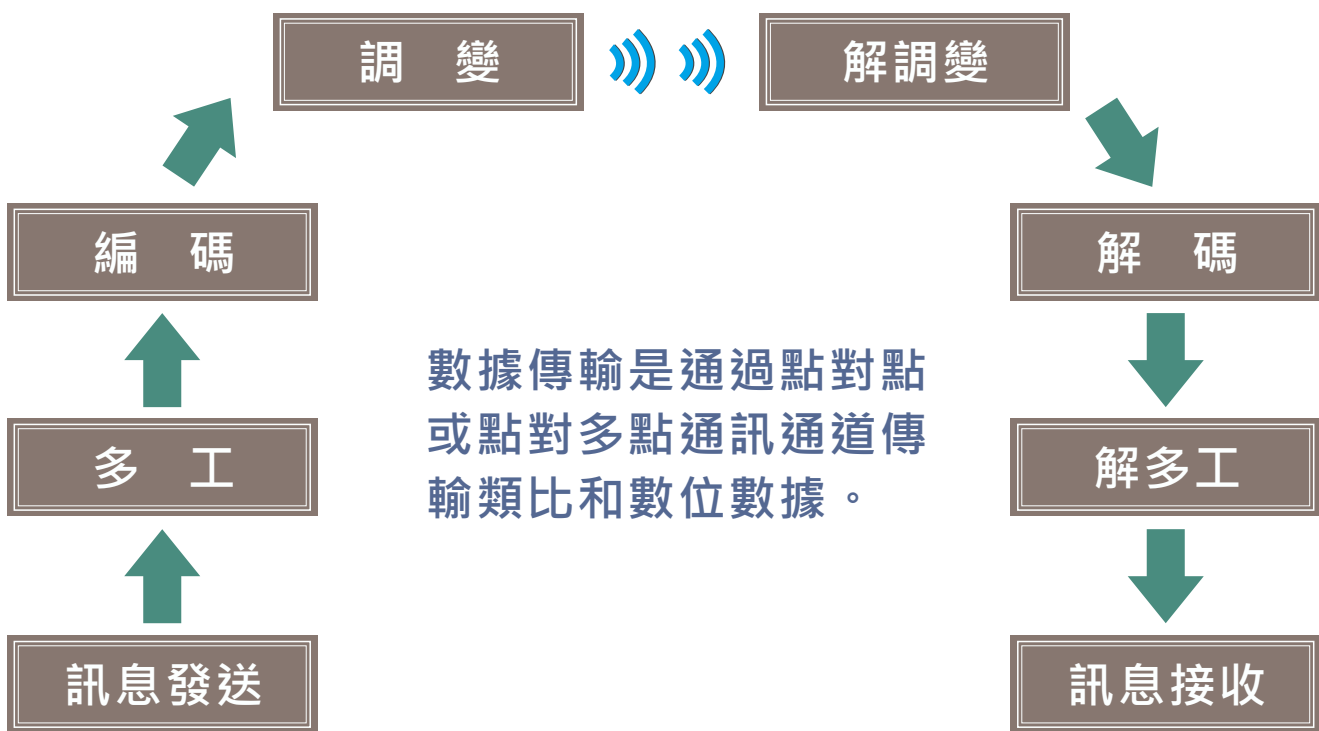 調　變
解調變
編　碼
解　碼
數據傳輸是通過點對點
或點對多點通訊通道傳
輸類比和數位數據。
多　工
解多工
訊息發送
訊息接收